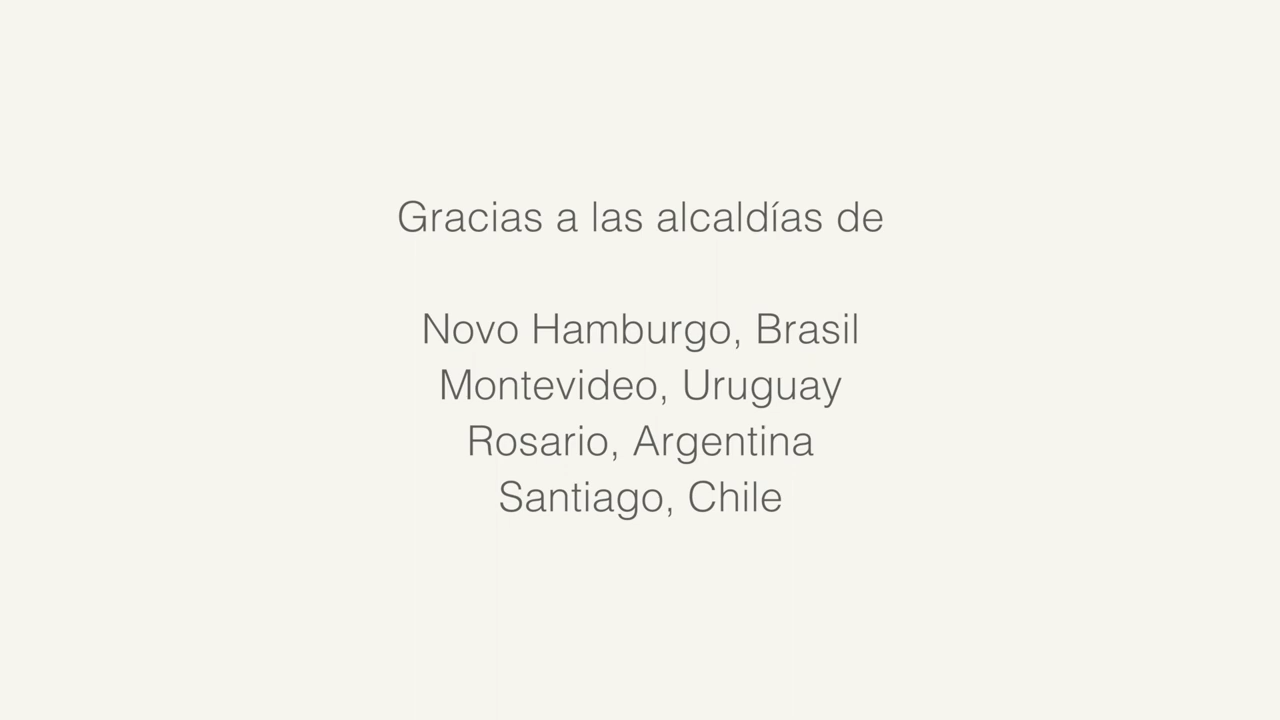 Gracias a las alcaldías de
Novo Hamburgo, Brasil
Montevideo, Uruguay
Rosario, Argentina
Santiago, Chile